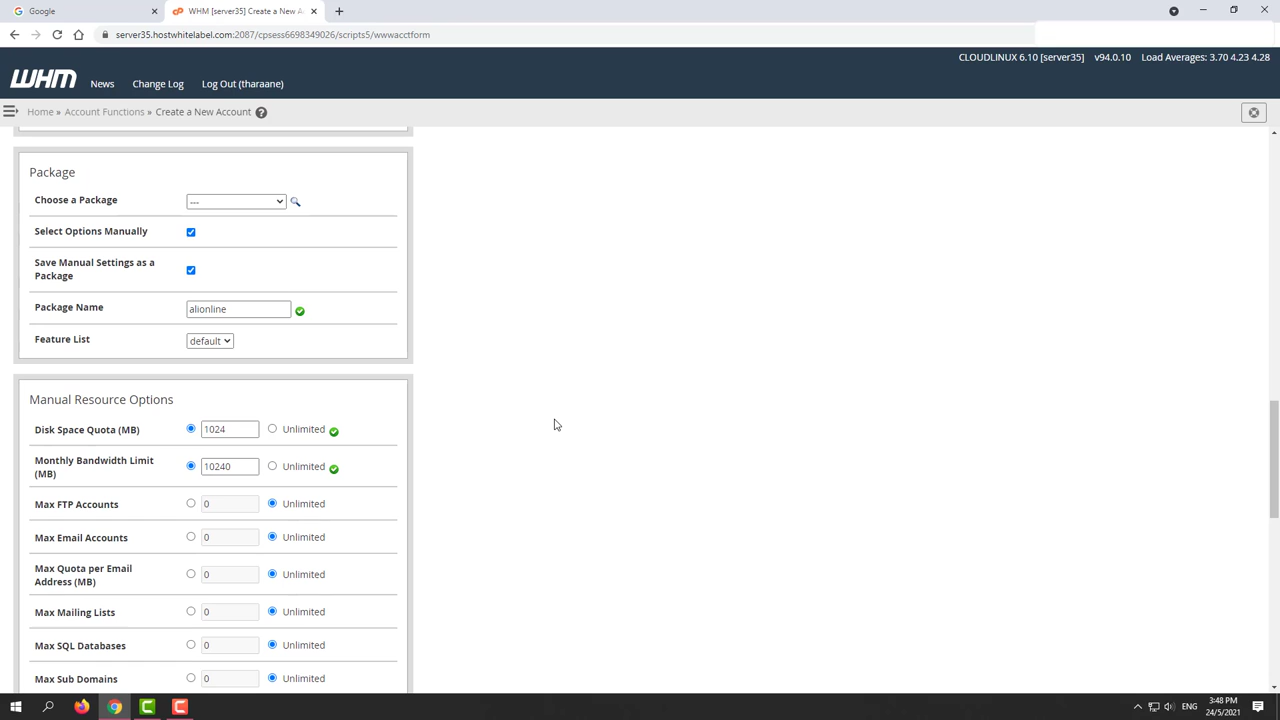 Google
WHM [server35] Create a New A
server35.hostwhitelabel.com:2087/cpsess6698349026/scripts5/wwwacctform
CLOUDLINUX 6.10 [server35] v94.0.10 Load Averages: 3.70 4.23 4.28
WHM News Change Log Log Out (tharaane)
Home » Account Functions » Create a New Account
Package
Choose a Package ---
Select Options Manually
Save Manual Settings as a
Package
Package Name alionline
Feature List default
Manual Resource Options
Disk Space Quota (MB) 1024 Unlimited
Monthly Bandwidth Limit
(MB) 10240 Unlimited
Max FTP Accounts 0 Unlimited
Max Email Accounts 0 Unlimited
Max Quota per Email
Address (MB) 0 Unlimited
Max Mailing Lists 0 Unlimited
Max SQL Databases 0 Unlimited
Max Sub Domains 0 Unlimited
ENG
3:48 PM
24/5/2021